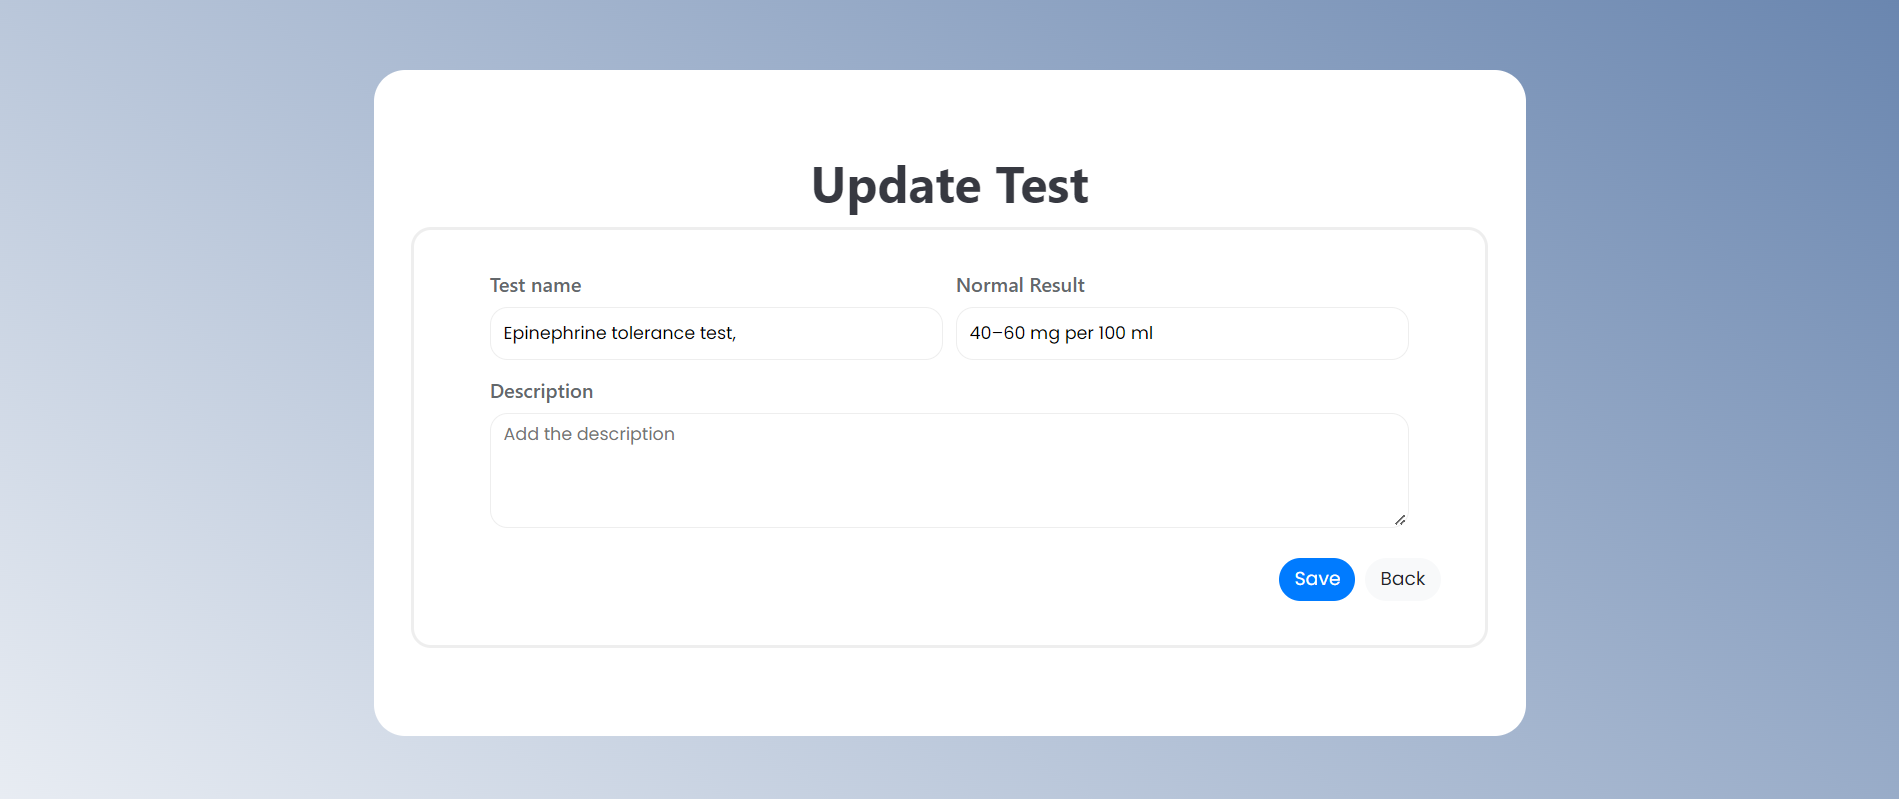 Update Test
Test name
Normal Result
Epinephrine tolerance test,
40–60 mg per 100 ml
Description
Add the description
Save
Back